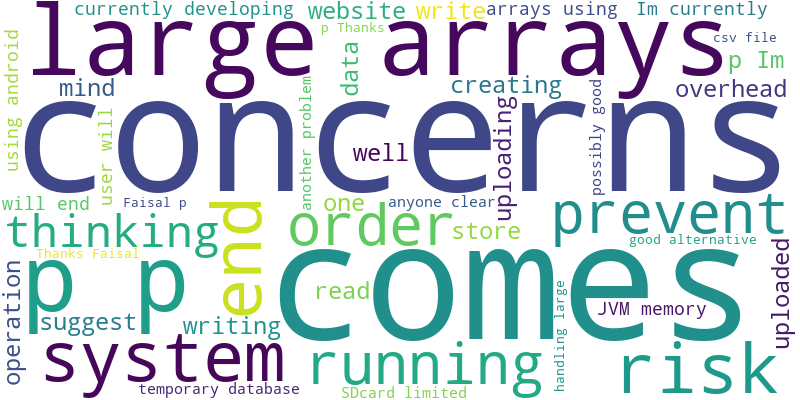 currently developing
website
write
arrays using
Im currently
large arrays
p Thanks
csv file
using android
mind
data
p Im
creating
overhead
user will
another problem
concerns
well
uploading
possibly good
will end
Faisal p
end
one
anyone clear
thinking
order
store
prevent
Thanks Faisal
good alternative
p p
comes
operation
suggest
writing
read
handling large
JVM memory
uploaded
system
running
risk
temporary database
SDcard limited